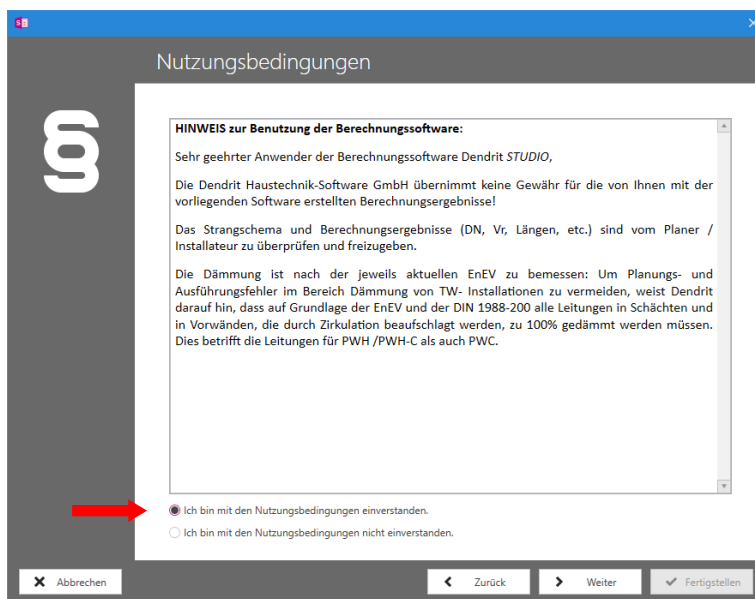 Nutzungsbedingungen
§
HINWEIS zur Benutzung der Berechnungssoftware:
Sehr geehrter Anwender der Berechnungssoftware Dendrit STUDIO,
Die Dendrit Haustechnik-Software GmbH übernimmt keine Gewähr für die von Ihnen mit der
vorliegenden Software erstellten Berechnungsergebnisse!
Das Strangschema und Berechnungsergebnisse (DN, Vr, Längen, etc.) sind vom Planer /
Installateur zu überprüfen und freizugeben.
Die Dämmung ist nach der jeweils aktuellen EnEV zu bemessen: Um Planungs- und
Ausführungsfehler im Bereich Dämmung von TW- Installationen zu vermeiden, weist Dendrit
darauf hin, dass auf Grundlage der EnEV und der DIN 1988-200 alle Leitungen in Schächten und
in Vorwänden, die durch Zirkulation beaufschlagt werden, zu 100% gedämmt werden müssen.
Dies betrifft die Leitungen für PWH /PWH-C als auch PWC.
Ich bin mit den Nutzungsbedingungen einverstanden.
Ich bin mit den Nutzungsbedingungen nicht einverstanden.
Abbrechen
Zurück
Weiter
Fertigstellen